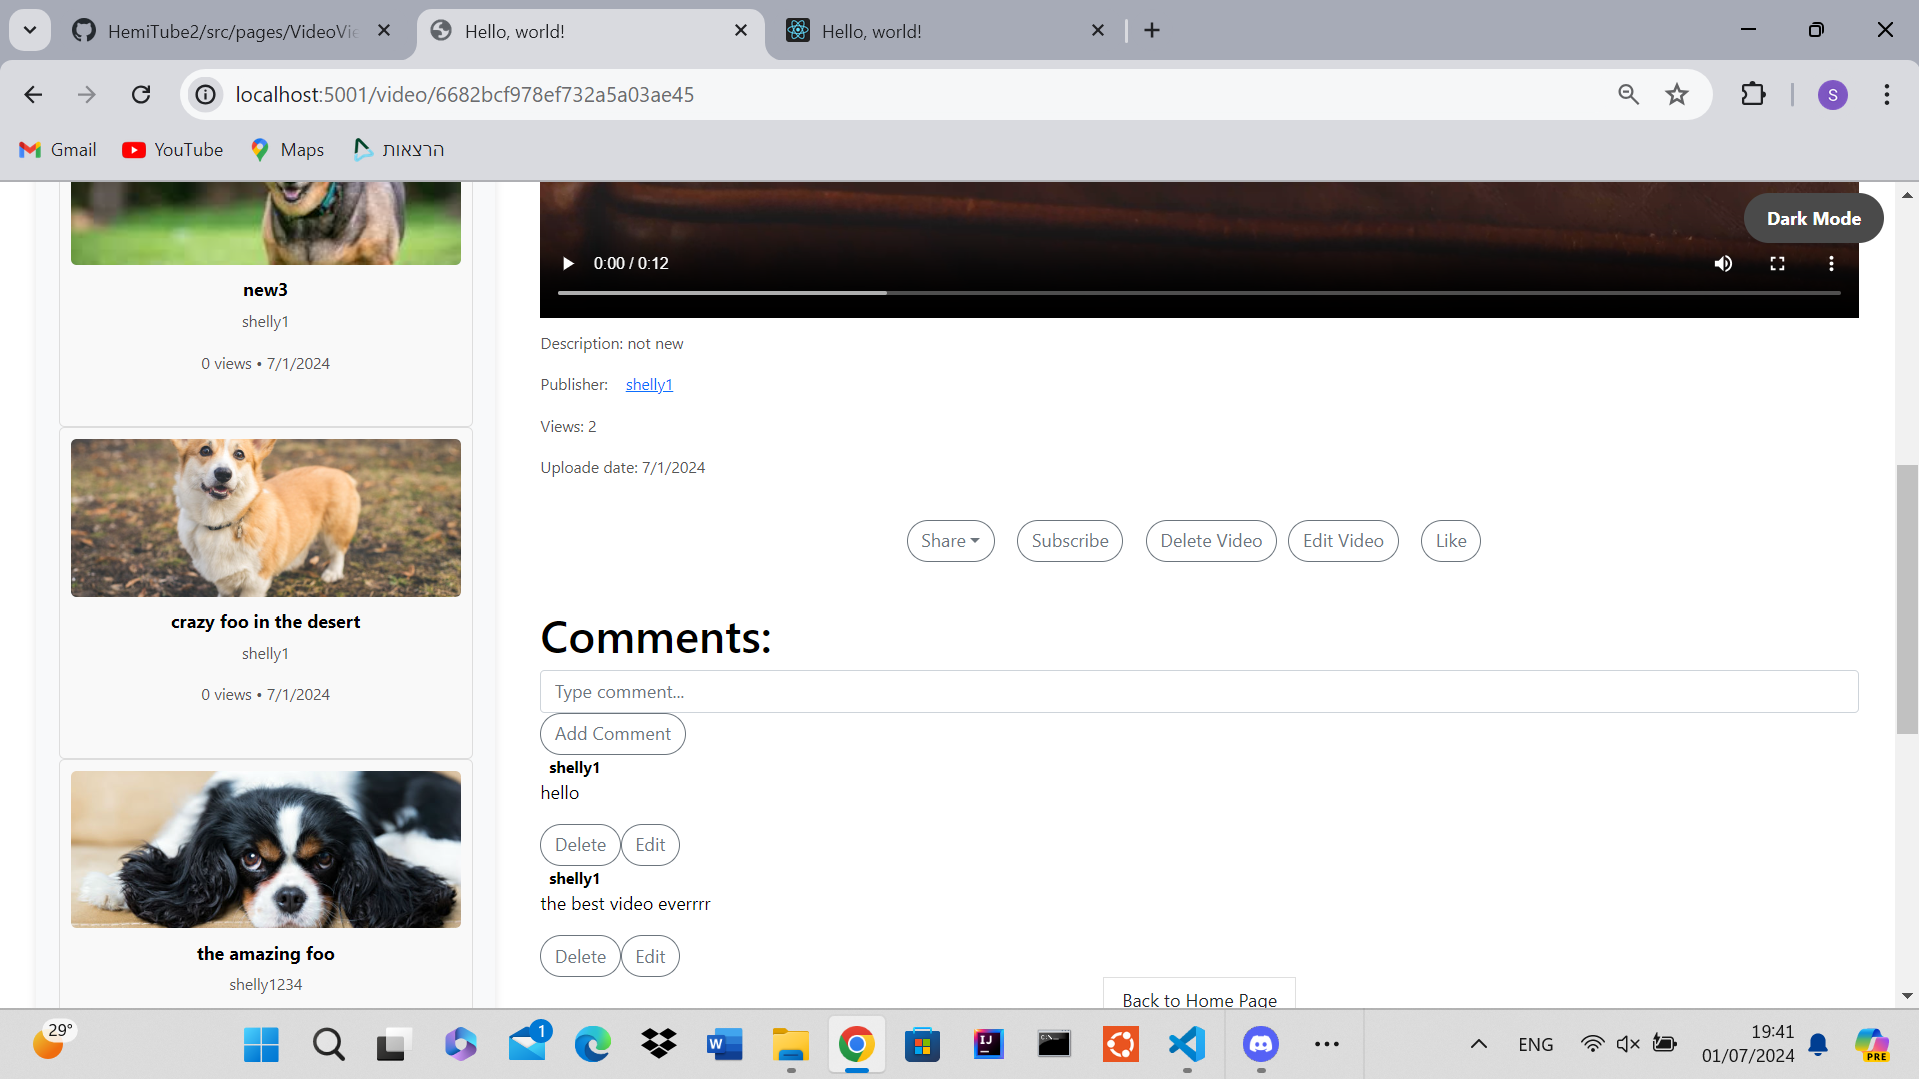 HemiTube2/src/pages/VideoVie
Hello, world!
Hello, world!
localhost:5001/video/6682bcf978ef732a5a03ae45
S
Gmail
YouTube
Maps
הרצאות
new3
shelly1
0 views • 7/1/2024
crazy foo in the desert
shelly1
0 views • 7/1/2024
the amazing foo
shelly1234
Dark Mode
0:00 / 0:12
Description: not new
Publisher: shelly1
Views: 2
Uploade date: 7/1/2024
Share
Subscribe
Delete Video
Edit Video
Like
Comments:
Type comment...
Add Comment
shelly1
hello
Delete
Edit
shelly1
the best video everrrr
Delete
Edit
Back to Home Page
29°
1
W
IJ
ENG
19:41
01/07/2024
PRE